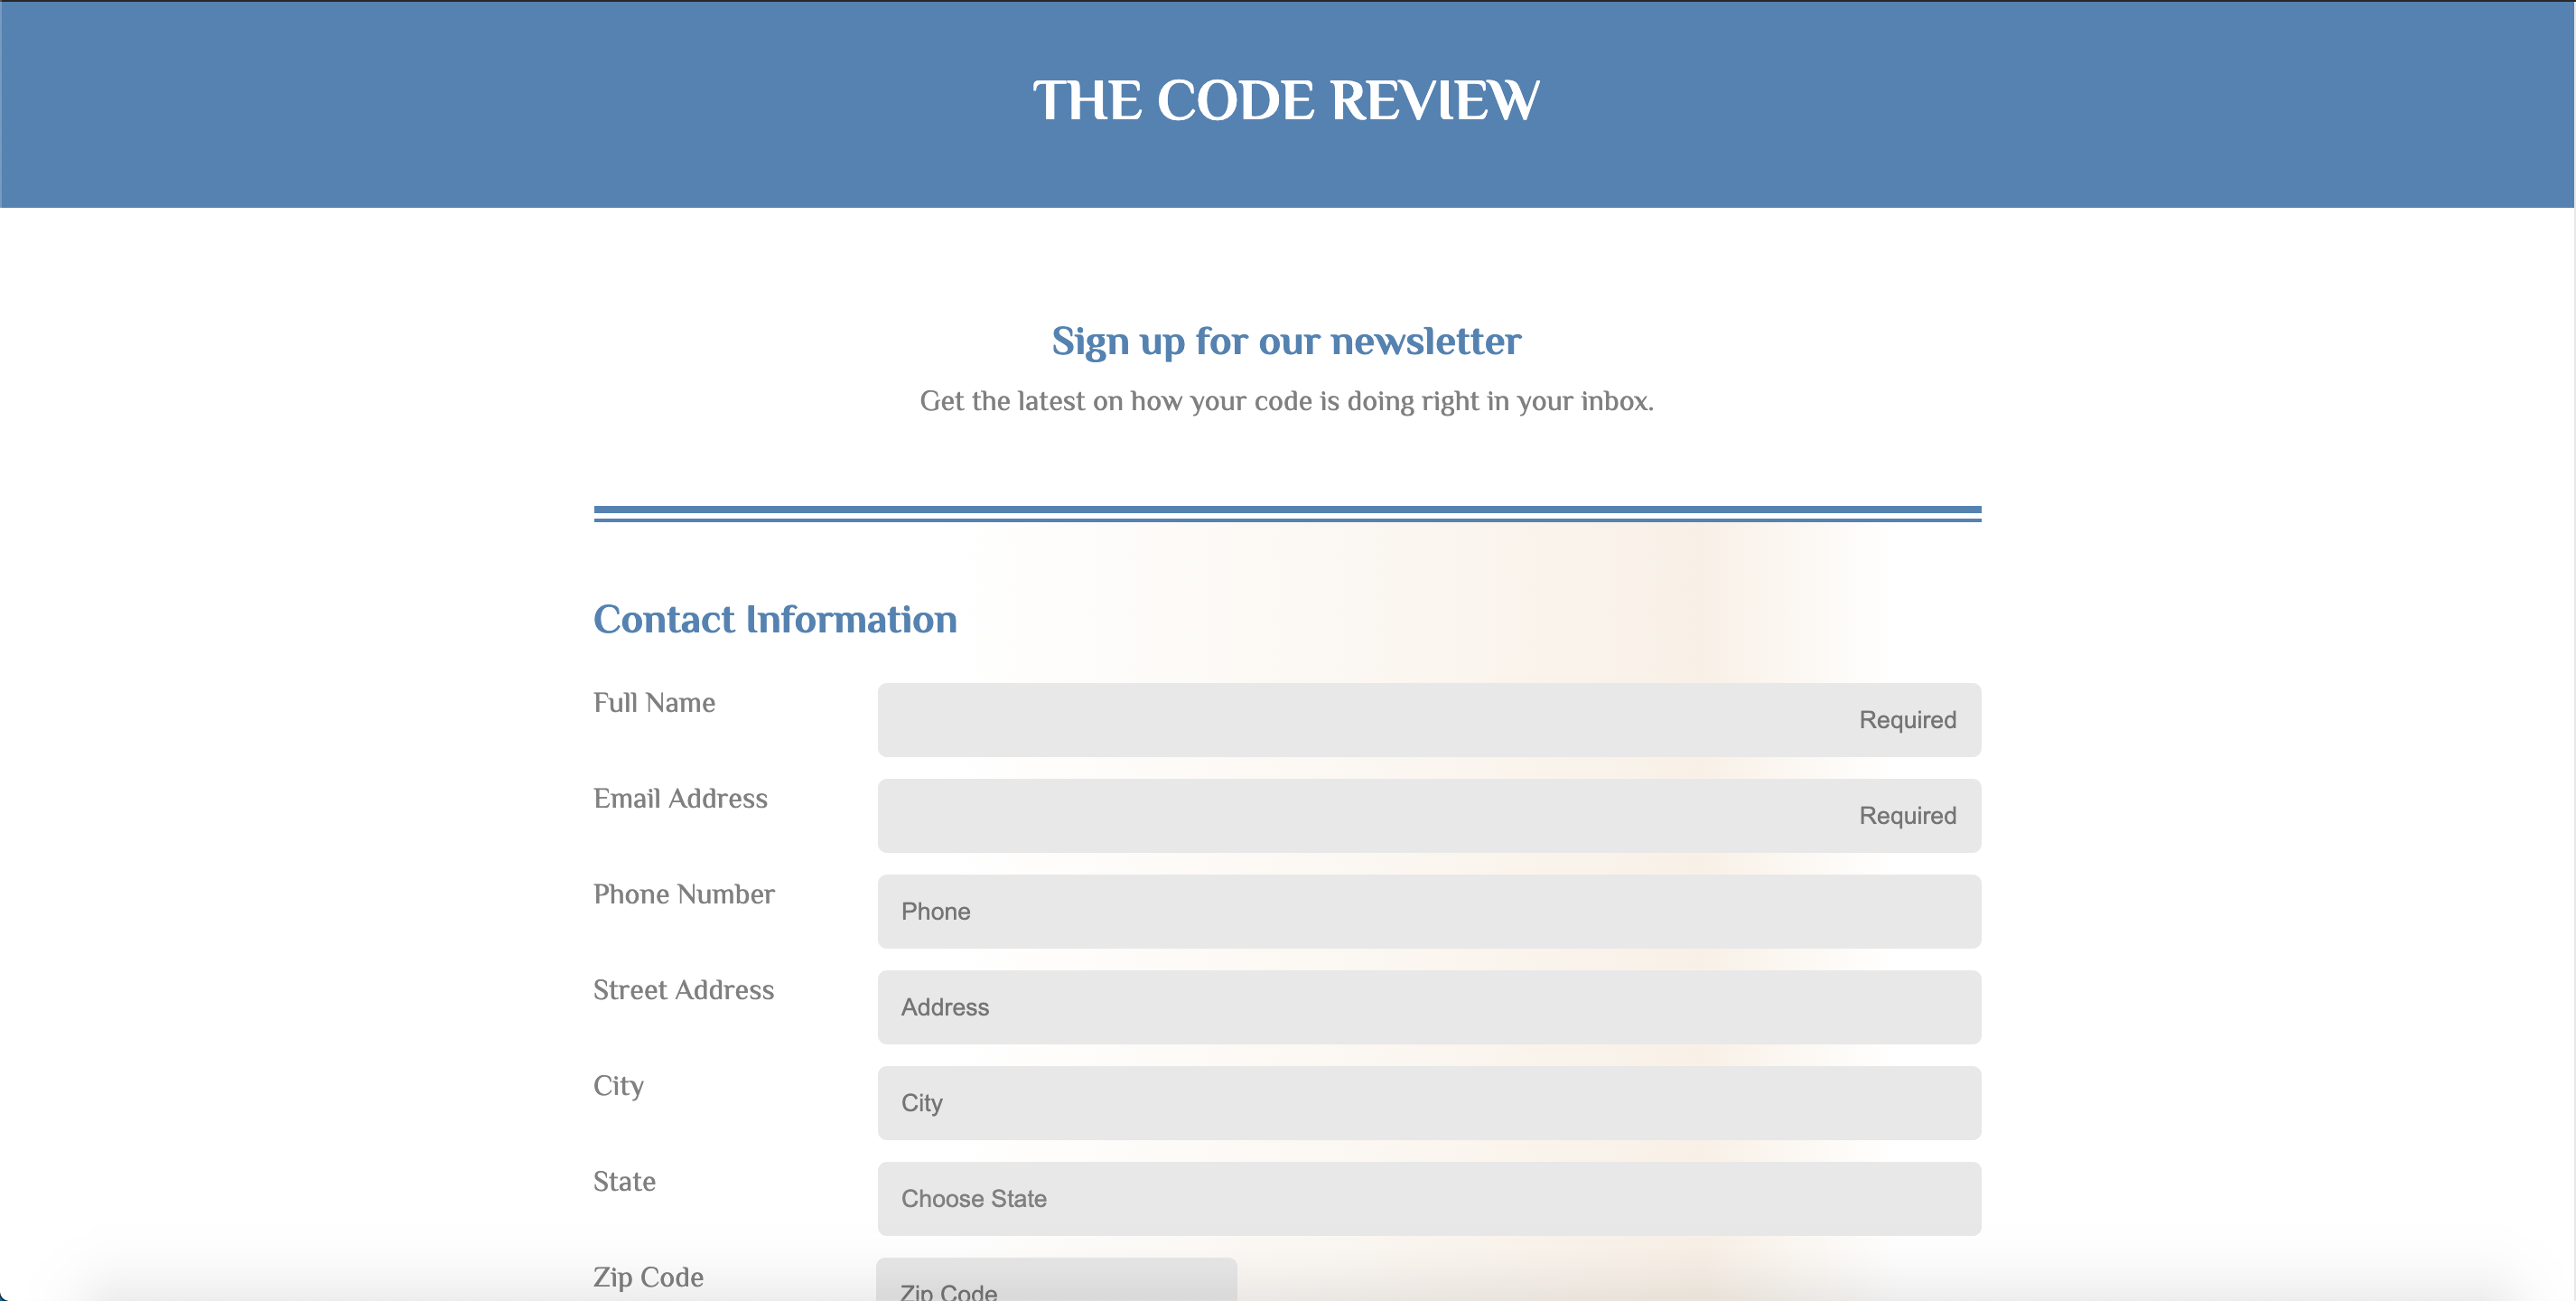 THE CODE REVIEW
Sign up for our newsletter
Get the latest on how your code is doing right in your inbox.
Contact Information
Full Name
Required
Email Address
Required
Phone Number
Phone
Street Address
Address
City
City
State
Choose State
Zip Code
Zip Code